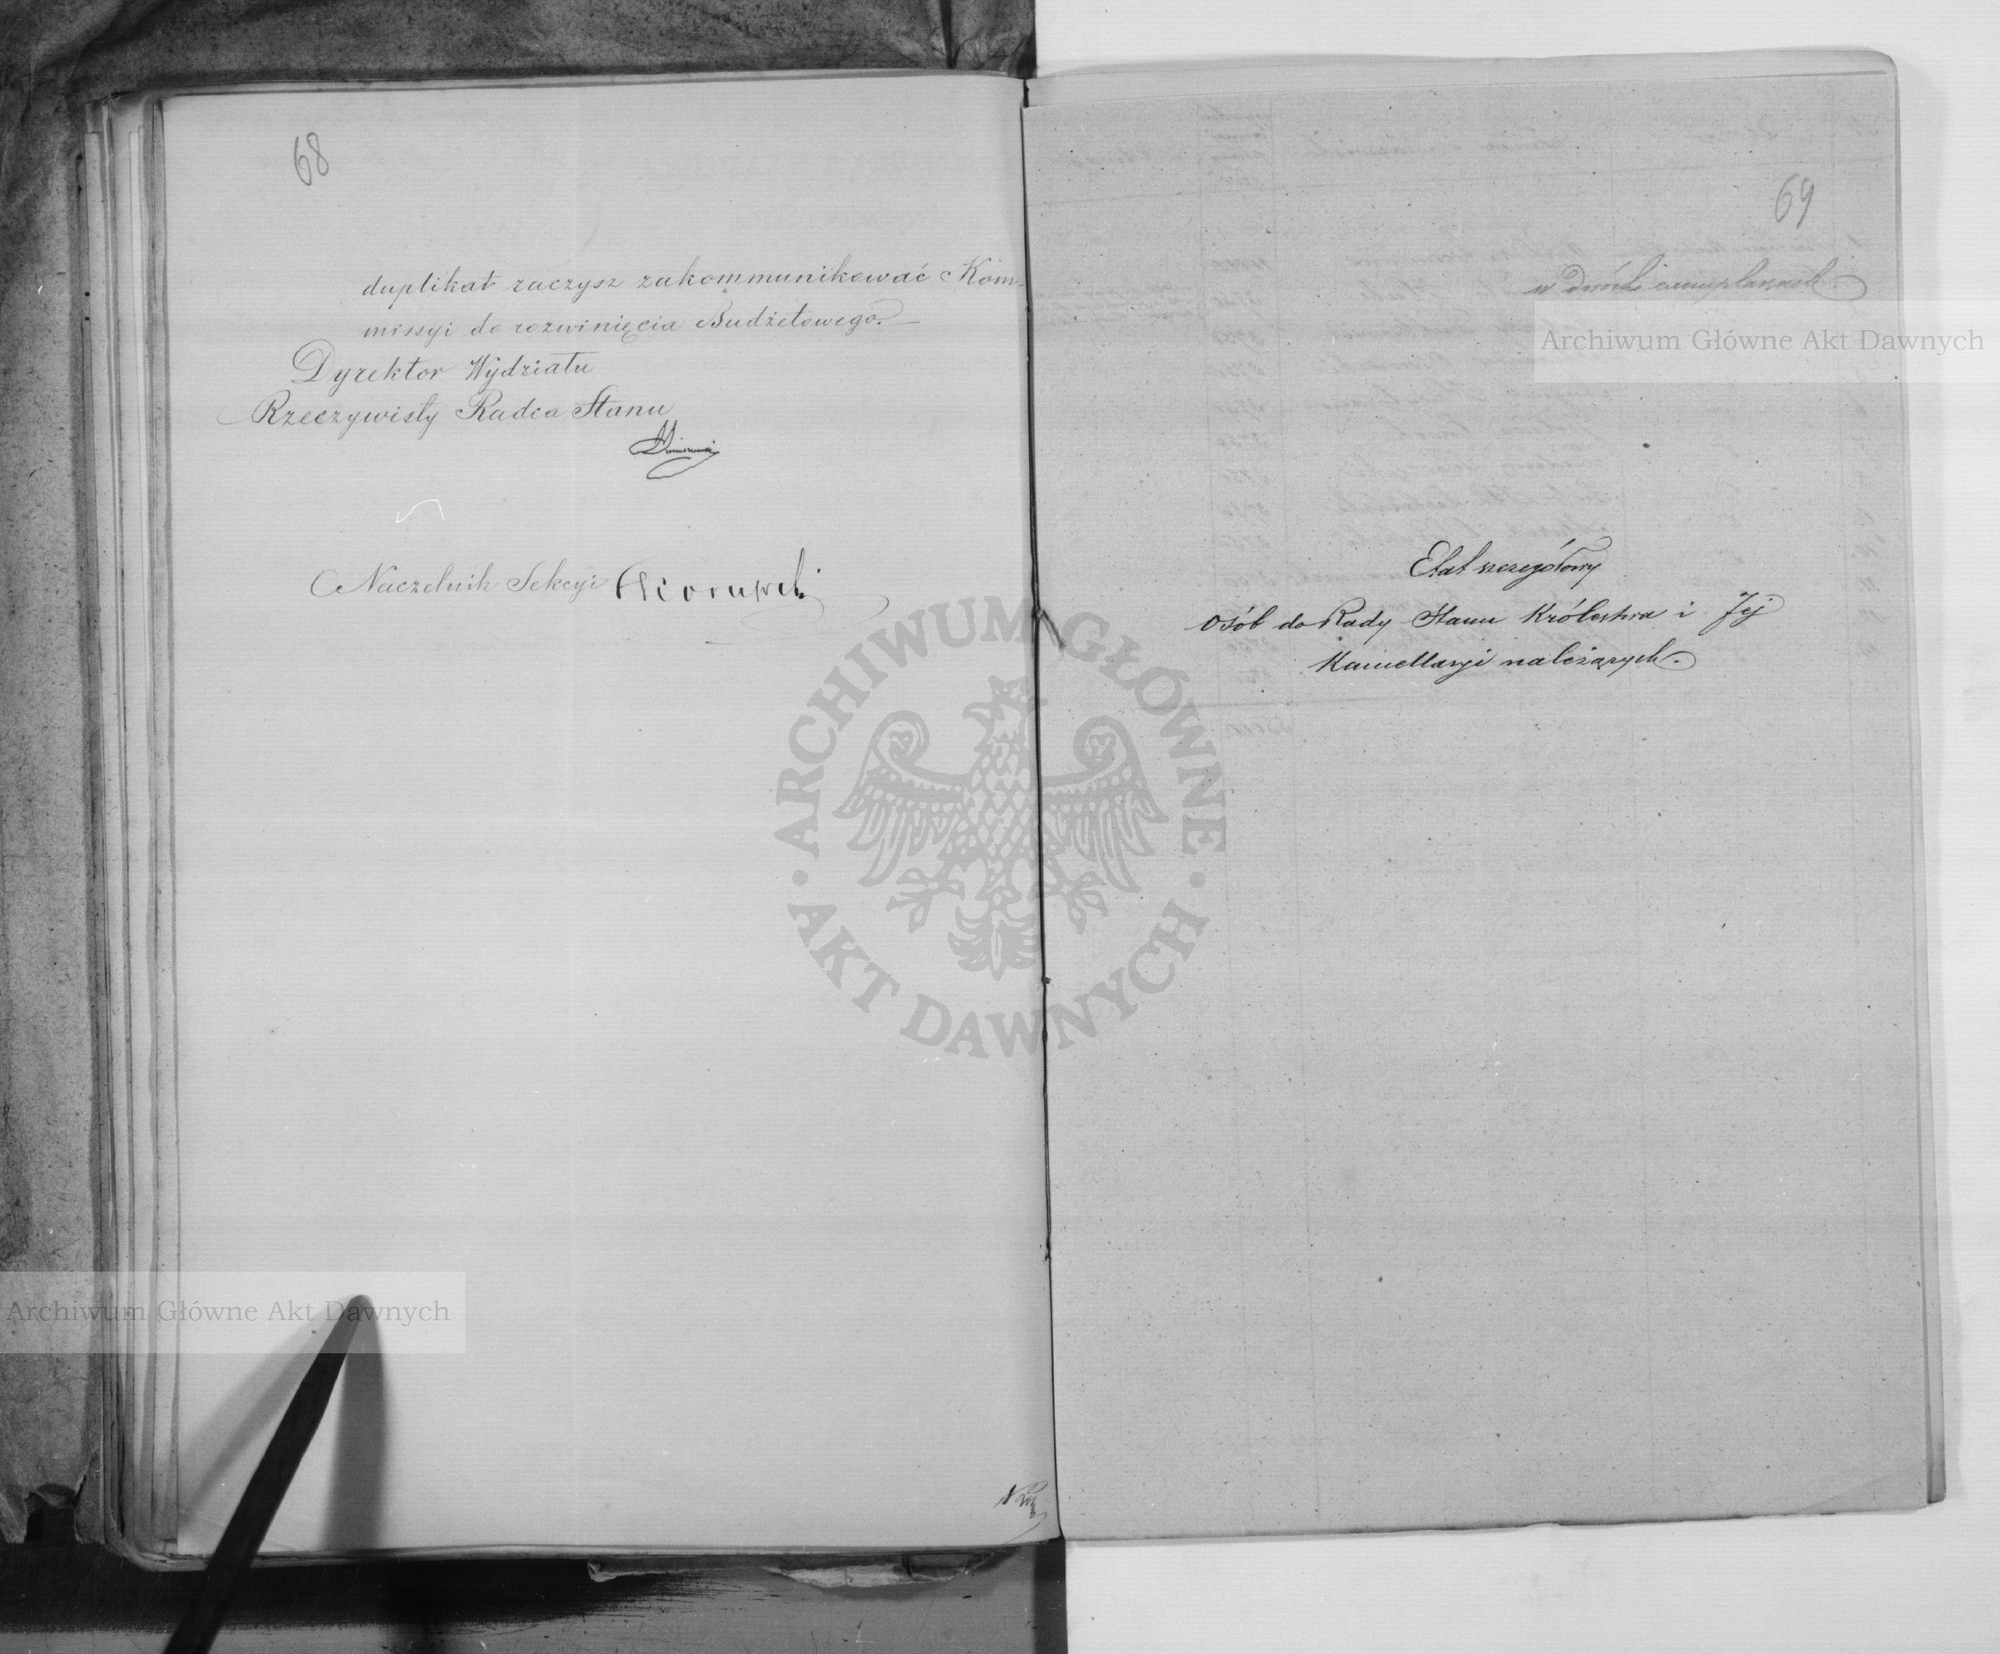 68
duplikat raczysz zakommunikować Kom-
missyi do rozwinięcia Budżetowego.
Dyrektor Wydziału
Rzeczywisty Radca Stanu
Naczelnik Sekcyi
69
w dwóch exemplarzach.
Etat szczegółowy
Osób do Rady Stanu Królestwa i Jej
Kancellaryi należących.
ARCHIWUM GŁÓWNE
AKT DAWNYCH
Archiwum Główne Akt Dawnych
Archiwum Główne Akt Dawnych